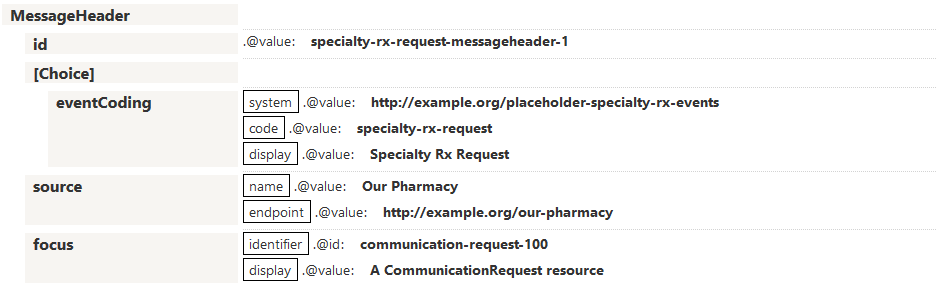 MessageHeader
id .@value: specialty-rx-request-messageheader-1
[Choice]
eventCoding system .@value: http://example.org/placeholder-specialty-rx-events
code .@value: specialty-rx-request
display .@value: Specialty Rx Request
source name .@value: Our Pharmacy
endpoint .@value: http://example.org/our-pharmacy
focus identifier .@id: communication-request-100
display .@value: A CommunicationRequest resource